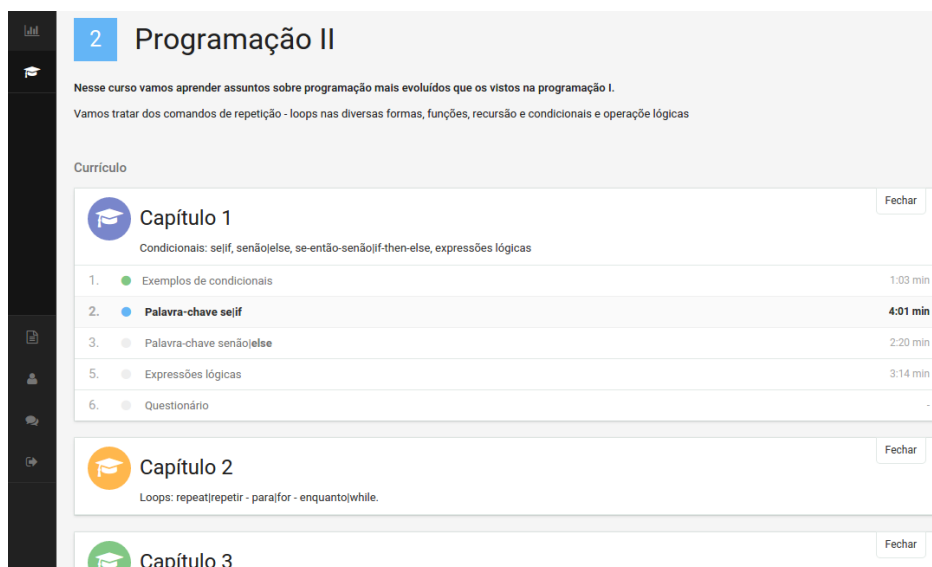 2 Programação II
Nesse curso vamos aprender assuntos sobre programação mais evoluídos que os vistos na programação I.
Vamos tratar dos comandos de repetição - loops nas diversas formas, funções, recursão e condicionais e operaçõe lógicas
Currículo
Fechar
Capítulo 1
Condicionais: se|if, senão|else, se-então-senão|if-then-else, expressões lógicas
1. Exemplos de condicionais 1:03 min
2. Palavra-chave se|if 4:01 min
3. Palavra-chave senão|else 2:20 min
5. Expressões lógicas 3:14 min
6. Questionário -
Fechar
Capítulo 2
Loops: repeat|repetir - para|for - enquanto|while.
Fechar
Capítulo 3